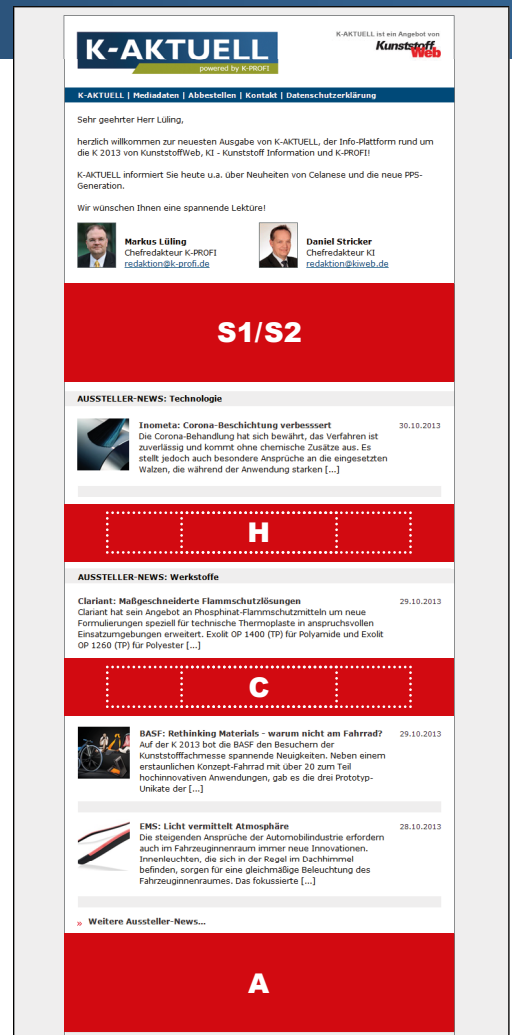 K-AKTUELL
powered by K-PROFI
K-AKTUELL ist ein Angebot von
Kunststoff
Web
K-AKTUELL | Mediadaten | Abbestellen | Kontakt | Datenschutzerklärung
Sehr geehrter Herr Lüling,
herzlich willkommen zur neuesten Ausgabe von K-AKTUELL, der Info-Plattform rund um
die K 2013 von KunststoffWeb, KI - Kunststoff Information und K-PROFI!
K-AKTUELL informiert Sie heute u.a. über Neuheiten von Celanese und die neue PPS-
Generation.
Wir wünschen Ihnen eine spannende Lektüre!
Markus Lüling
Chefredakteur K-PROFI
redaktion@k-profi.de
Daniel Stricker
Chefredakteur KI
redaktion@kiweb.de
S1/S2
AUSSTELLER-NEWS: Technologie
Inometa: Corona-Beschichtung verbesssert 30.10.2013
Die Corona-Behandlung hat sich bewährt, das Verfahren ist
zuverlässig und kommt ohne chemische Zusätze aus. Es
stellt jedoch auch besondere Ansprüche an die eingesetzten
Walzen, die während der Anwendung starken [...]
H
AUSSTELLER-NEWS: Werkstoffe
Clariant: Maßgeschneiderte Flammschutzlösungen 29.10.2013
Clariant hat sein Angebot an Phosphinat-Flammschutzmitteln um neue
Formulierungen speziell für technische Thermoplaste in anspruchsvollen
Einsatzumgebungen erweitert. Exolit OP 1400 (TP) für Polyamide und Exolit
OP 1260 (TP) für Polyester [...]
C
BASF: Rethinking Materials - warum nicht am Fahrrad? 29.10.2013
Auf der K 2013 bot die BASF den Besuchern der
Kunststofffachmesse spannende Neuigkeiten. Neben einem
erstaunlichen Konzept-Fahrrad mit über 20 zum Teil
hochinnovativen Anwendungen, gab es die drei Prototyp-
Unikate der [...]
EMS: Licht vermittelt Atmosphäre 28.10.2013
Die steigenden Ansprüche der Automobilindustrie erfordern
auch im Fahrzeuginnenraum immer neue Innovationen.
Innenleuchten, die sich in der Regel im Dachhimmel
befinden, sorgen für eine gleichmäßige Beleuchtung des
Fahrzeuginnenraumes. Das fokussierte [...]
» Weitere Aussteller-News...
A